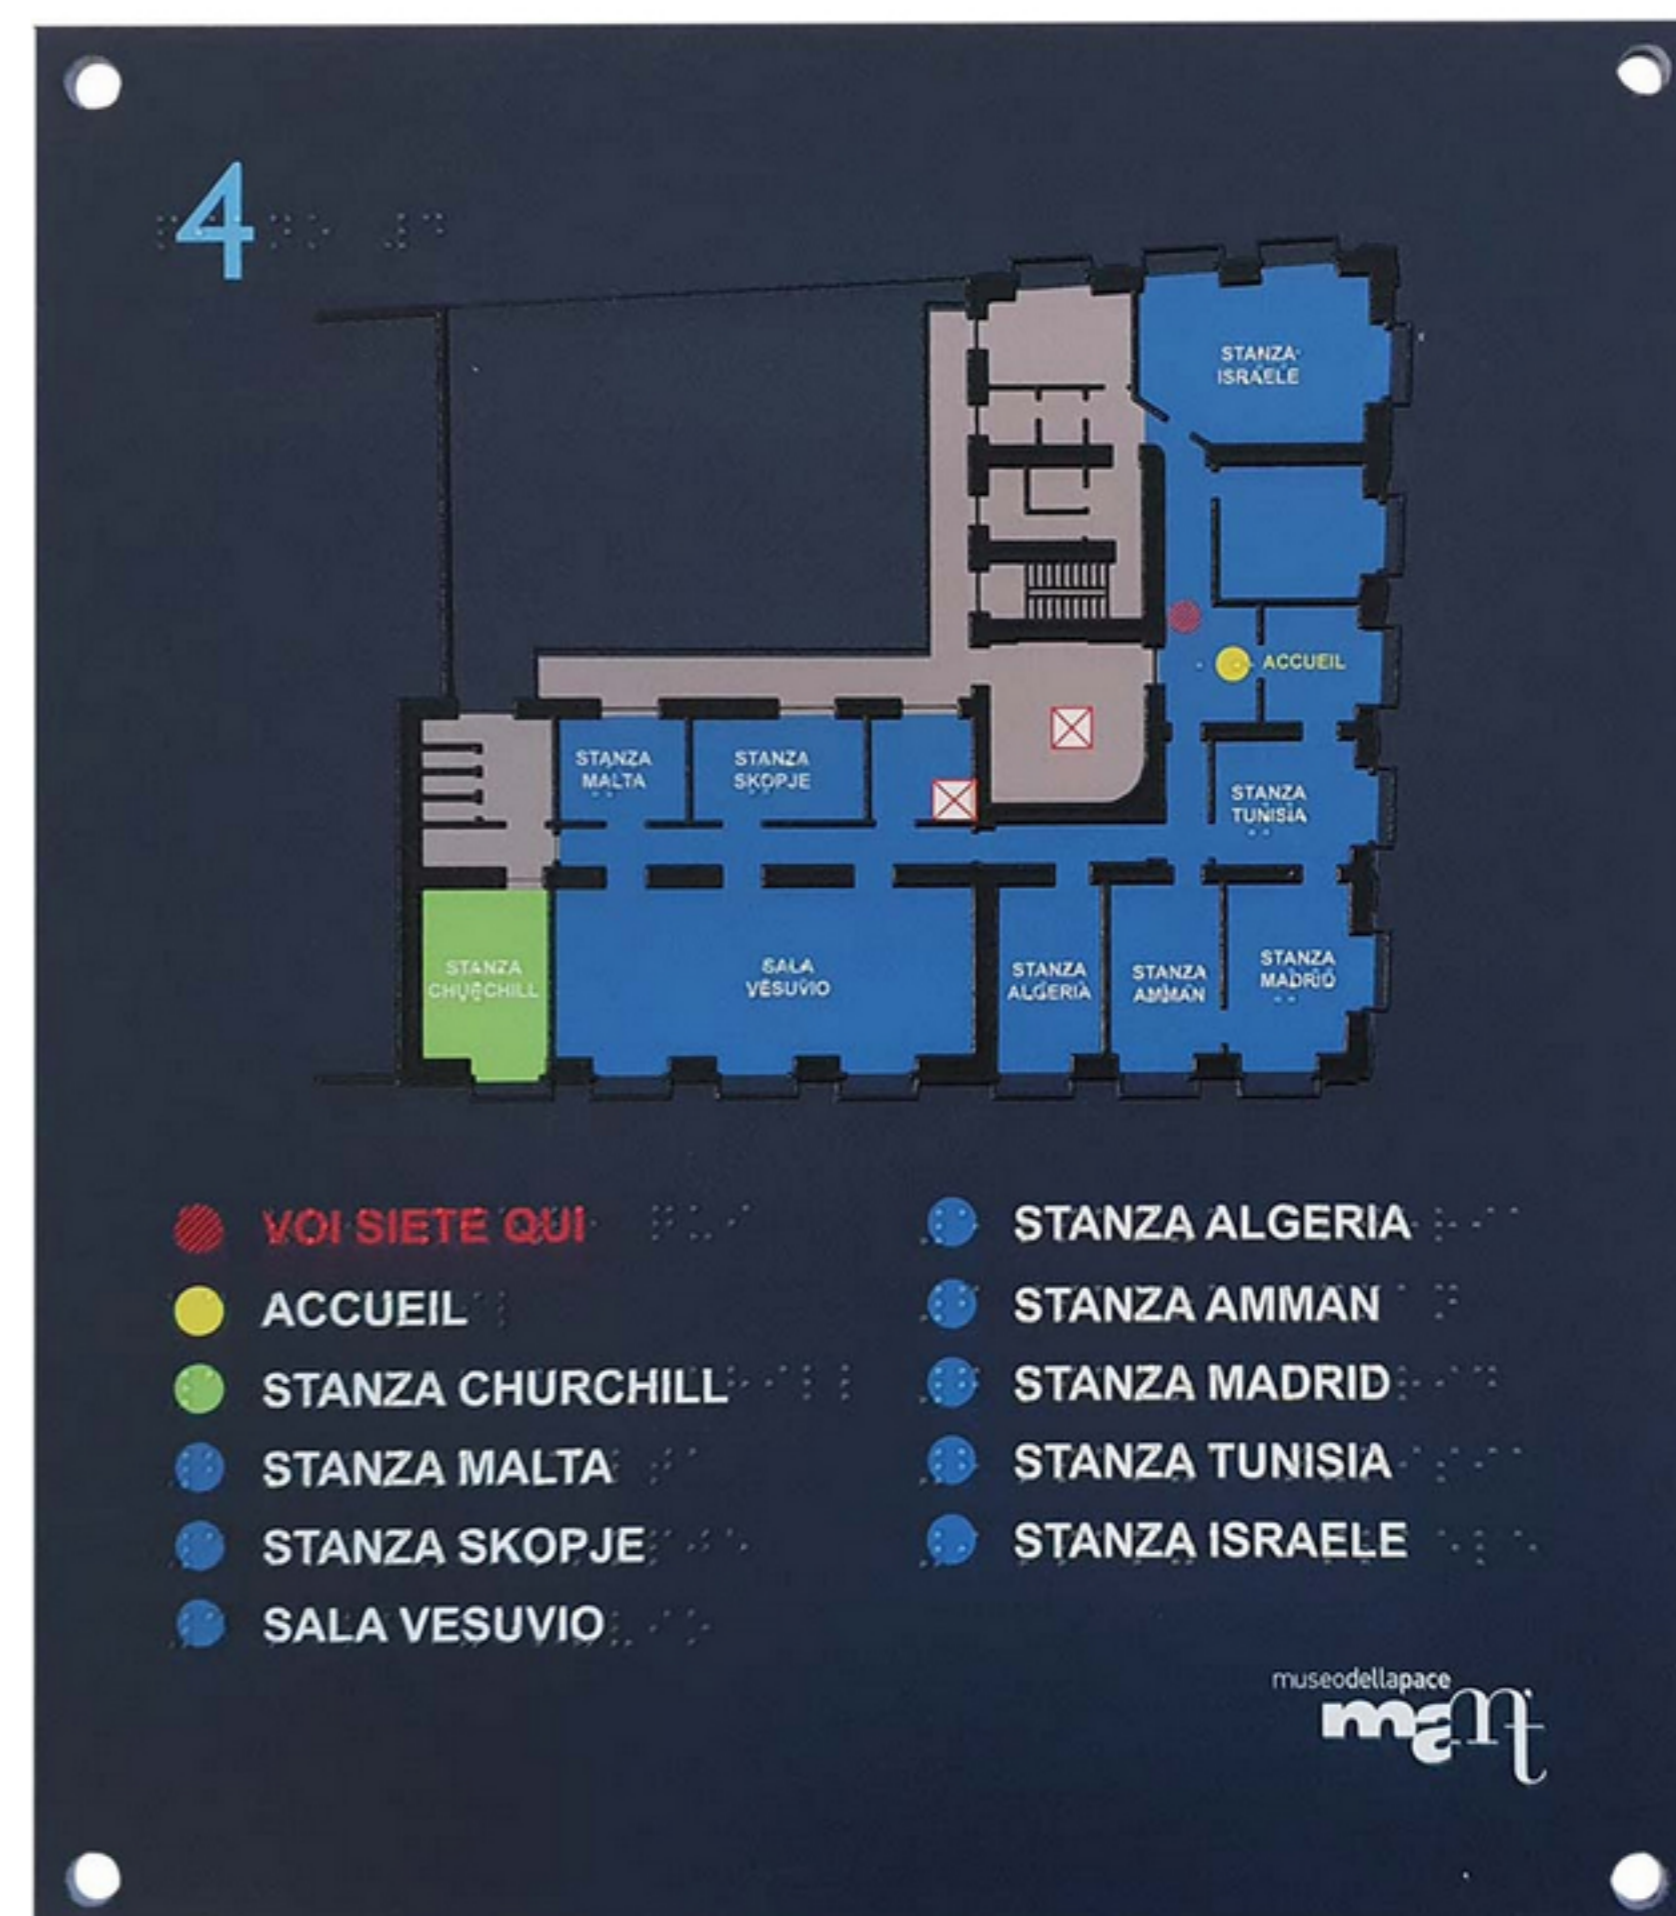 4
STANZA
ISRAELE
ACCUEIL
STANZA
MALTA
STANZA
SKOPJE
STANZA
TUNISIA
STANZA
CHURCHILL
SALA
VESUVIO
STANZA
ALGERIA
STANZA
AMMAN
STANZA
MADRID
VOI SIETE QUI
ACCUEIL
STANZA CHURCHILL
STANZA MALTA
STANZA SKOPJE
SALA VESUVIO
STANZA ALGERIA
STANZA AMMAN
STANZA MADRID
STANZA TUNISIA
STANZA ISRAELE
museodellapace
mamt